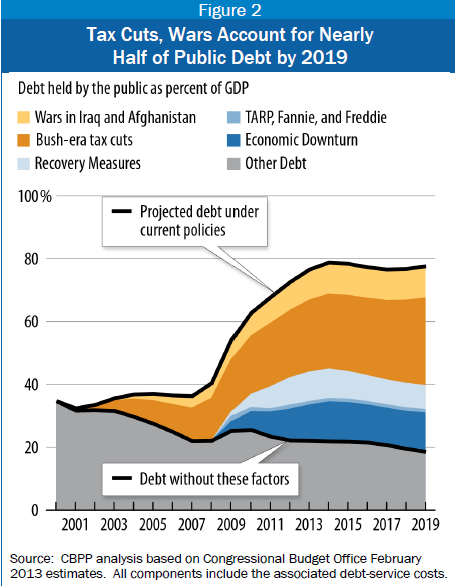 Figure 2
Tax Cuts, Wars Account for Nearly
Half of Public Debt by 2019
Debt held by the public as percent of GDP
Wars in Iraq and Afghanistan
TARP, Fannie, and Freddie
Bush-era tax cuts
Economic Downturn
Recovery Measures
Other Debt
100%
Projected debt under
current policies
80
60
40
20
Debt without these factors
0
2001 2003 2005 2007 2009 2011 2013 2015 2017 2019
Source: CBPP analysis based on Congressional Budget Office February
2013 estimates. All components include the associated debt-service costs.